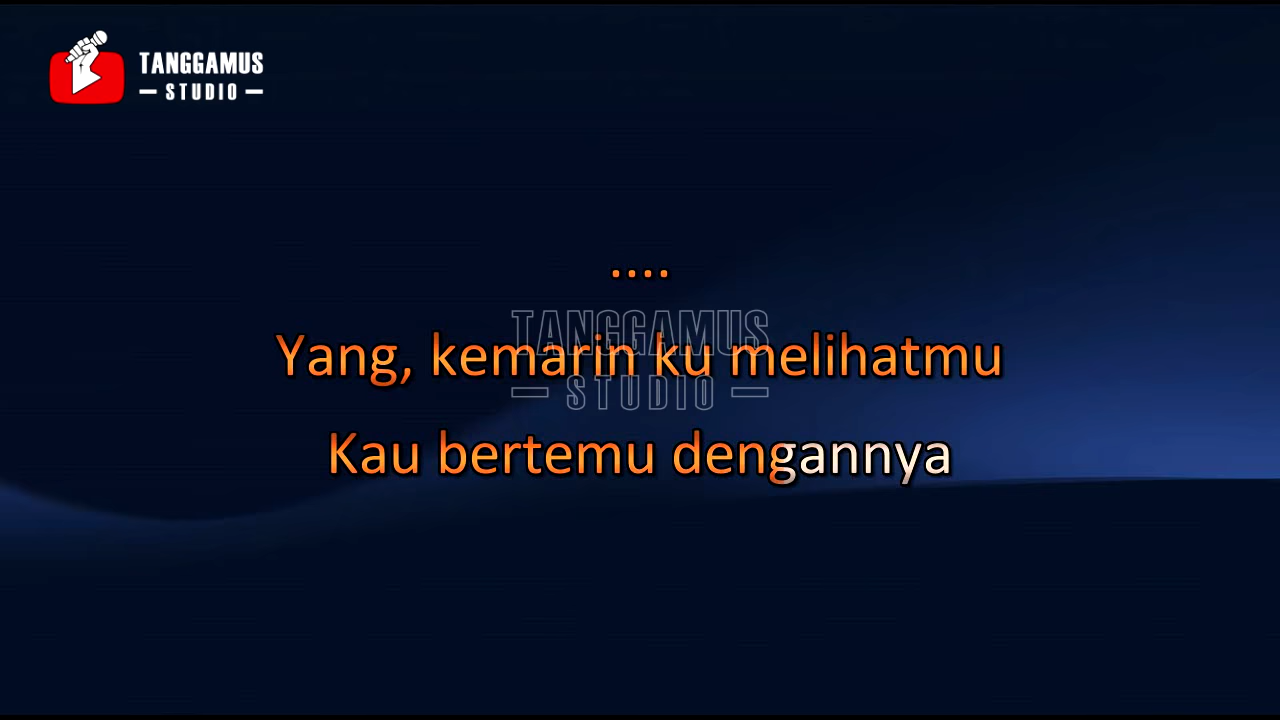 TANGGAMUS
— STUDIO —
....
TANGGAMUS
Yang, kemarin ku melihatmu
— STUDIO —
Kau bertemu dengannya